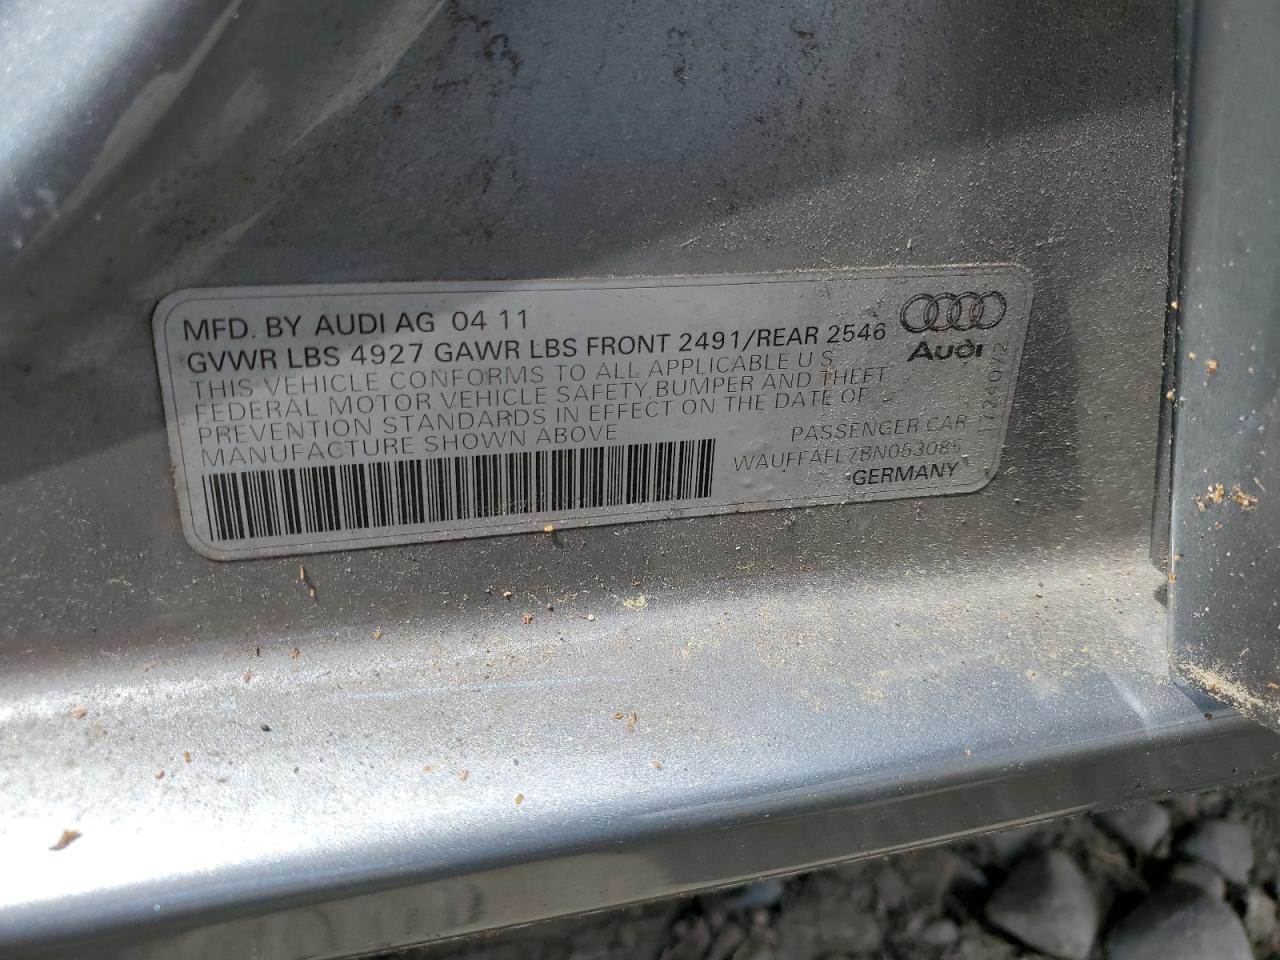 MFD. BY AUDI AG 04 11
GVWR LBS 4927 GAWR LBS FRONT 2491/REAR 2546
THIS VEHICLE CONFORMS TO ALL APPLICABLE U S
FEDERAL MOTOR VEHICLE SAFETY, BUMPER AND THEFT
PREVENTION STANDARDS IN EFFECT ON THE DATE OF
MANUFACTURE SHOWN ABOVE
Audi
PASSENGER CAR
WAUFFAFL7BN053085
GERMANY